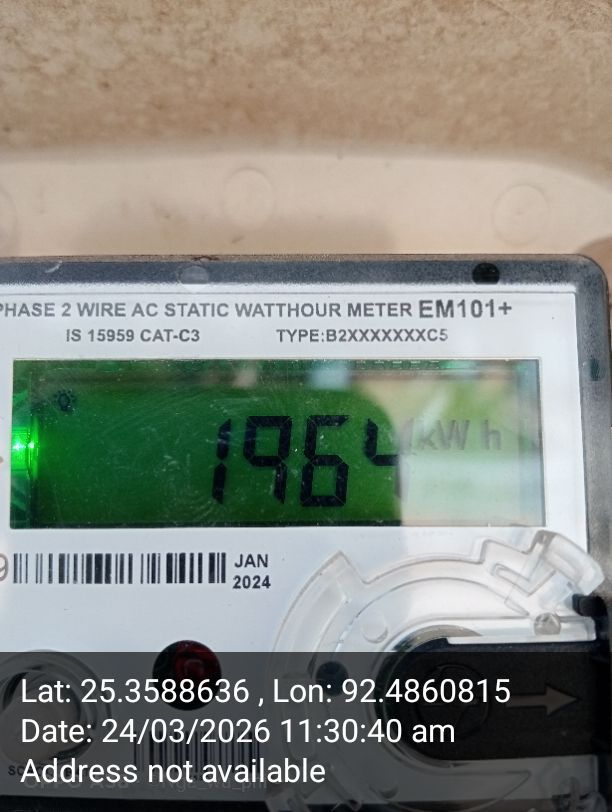 PHASE 2 WIRE AC STATIC WATTHOUR METER EM101+
IS 15959 CAT-C3 TYPE:B2XXXXXXXC5
1964 kWh
9
JAN
2024
Lat: 25.3588636 , Lon: 92.4860815
Date: 24/03/2026 11:30:40 am
Address not available